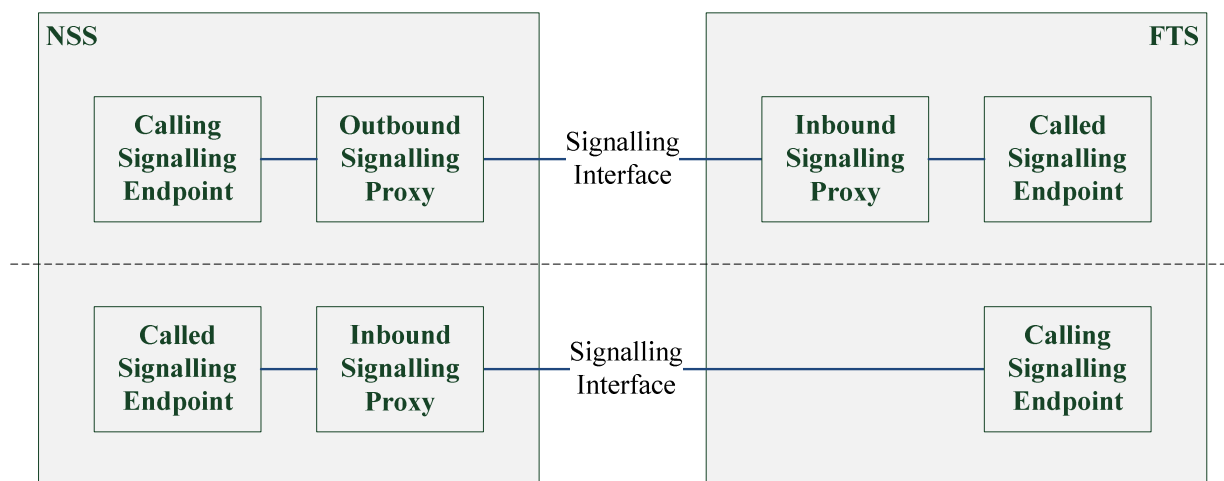 NSS
FTS
Calling
Signalling
Endpoint
Outbound
Signalling
Proxy
Signalling
Interface
Inbound
Signalling
Proxy
Called
Signalling
Endpoint
Called
Signalling
Endpoint
Inbound
Signalling
Proxy
Signalling
Interface
Calling
Signalling
Endpoint